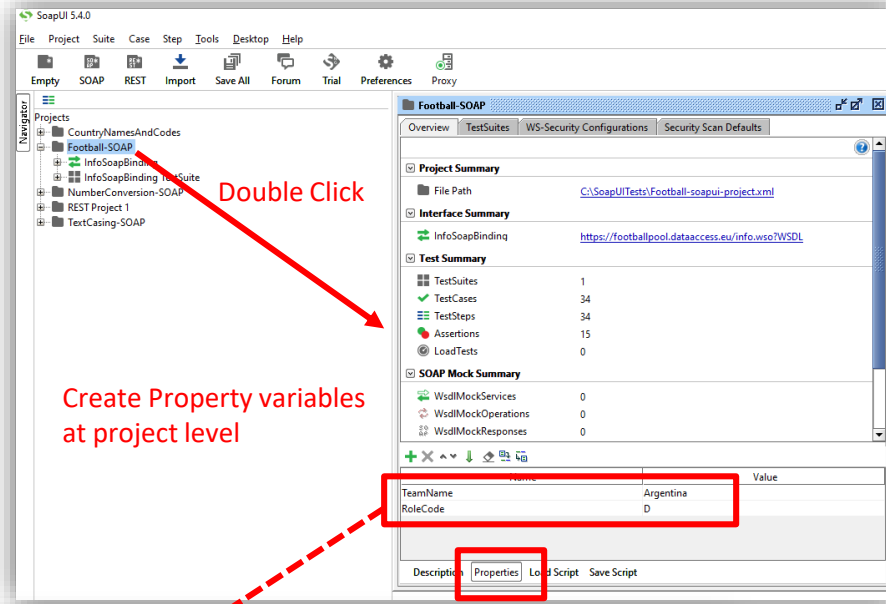 SoapUI 5.4.0
File Project Suite Case Step Tools Desktop Help
Empty SOAP REST Import Save All Forum Trial Preferences Proxy
Navigator
Projects
CountryNamesAndCodes
Football-SOAP
InfoSoapBinding
InfoSoapBinding TestSuite
NumberConversion-SOAP
REST Project 1
TextCasing-SOAP
Double Click
Create Property variables
at project level
Football-SOAP
Overview TestSuites WS-Security Configurations Security Scan Defaults
Project Summary
File Path C:\SoapUITests\Football-soapui-project.xml
Interface Summary
InfoSoapBinding https://footballpool.dataaccess.eu/info.wso?WSDL
Test Summary
TestSuites 1
TestCases 34
TestSteps 34
Assertions 15
LoadTests 0
SOAP Mock Summary
WsdlMockServices 0
WsdlMockOperations 0
WsdlMockResponses 0
Name Value
TeamName Argentina
RoleCode D
Description Properties Load Script Save Script